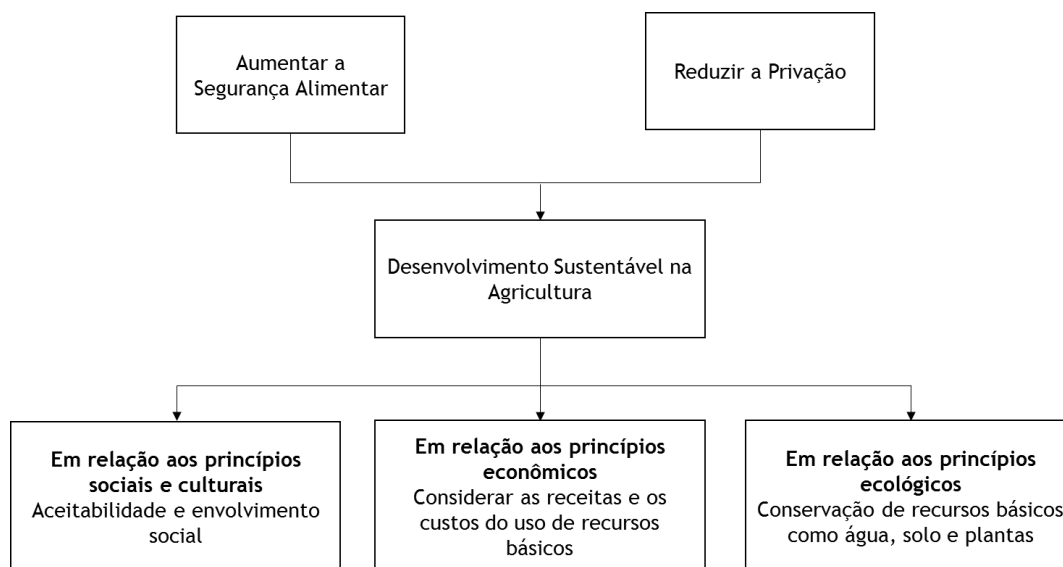 Aumentar a
Segurança Alimentar
Reduzir a Privação
Desenvolvimento Sustentável na
Agricultura
Em relação aos princípios
sociais e culturais
Aceitabilidade e envolvimento
social
Em relação aos princípios
econômicos
Considerar as receitas e os
custos do uso de recursos
básicos
Em relação aos princípios
ecológicos
Conservação de recursos básicos
como água, solo e plantas